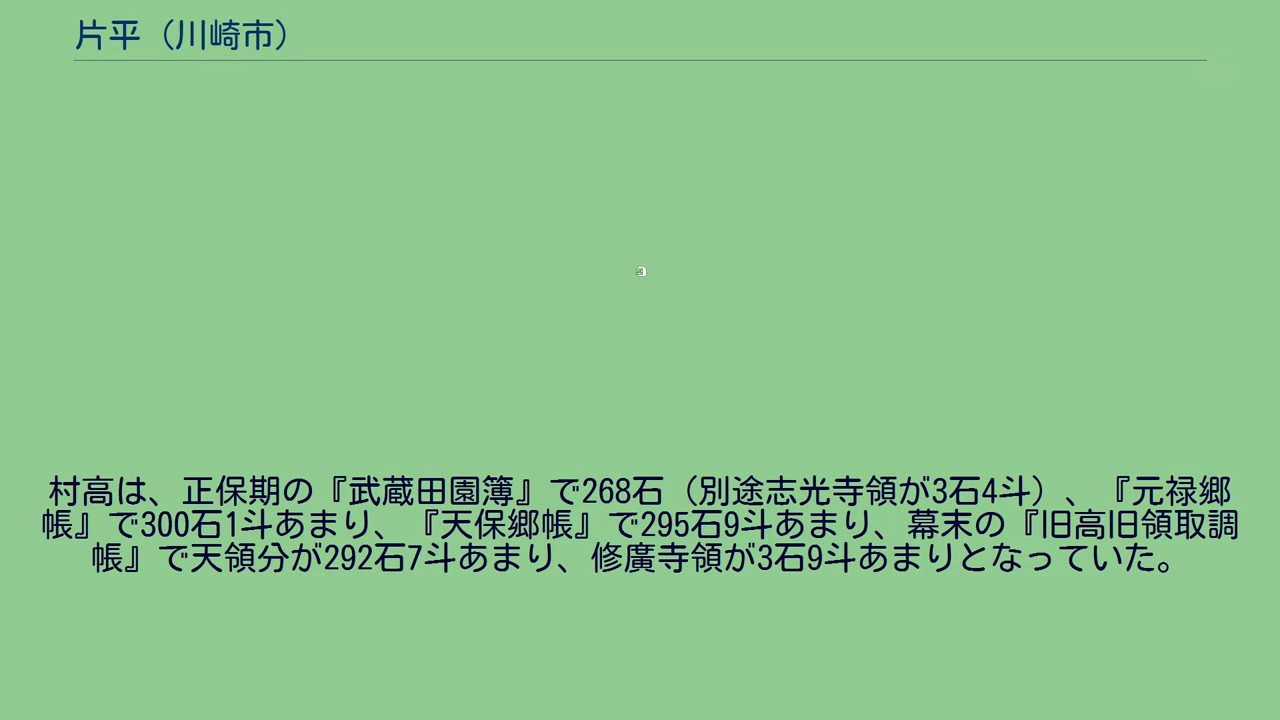 片平（川崎市）
村高は、正保期の『武蔵田園簿』で268石（別途志光寺領が3石4斗）、『元禄郷
帳』で300石1斗あまり、『天保郷帳』で295石9斗あまり、幕末の『旧高旧領取調
帳』で天領分が292石7斗あまり、修廣寺領が3石9斗あまりとなっていた。